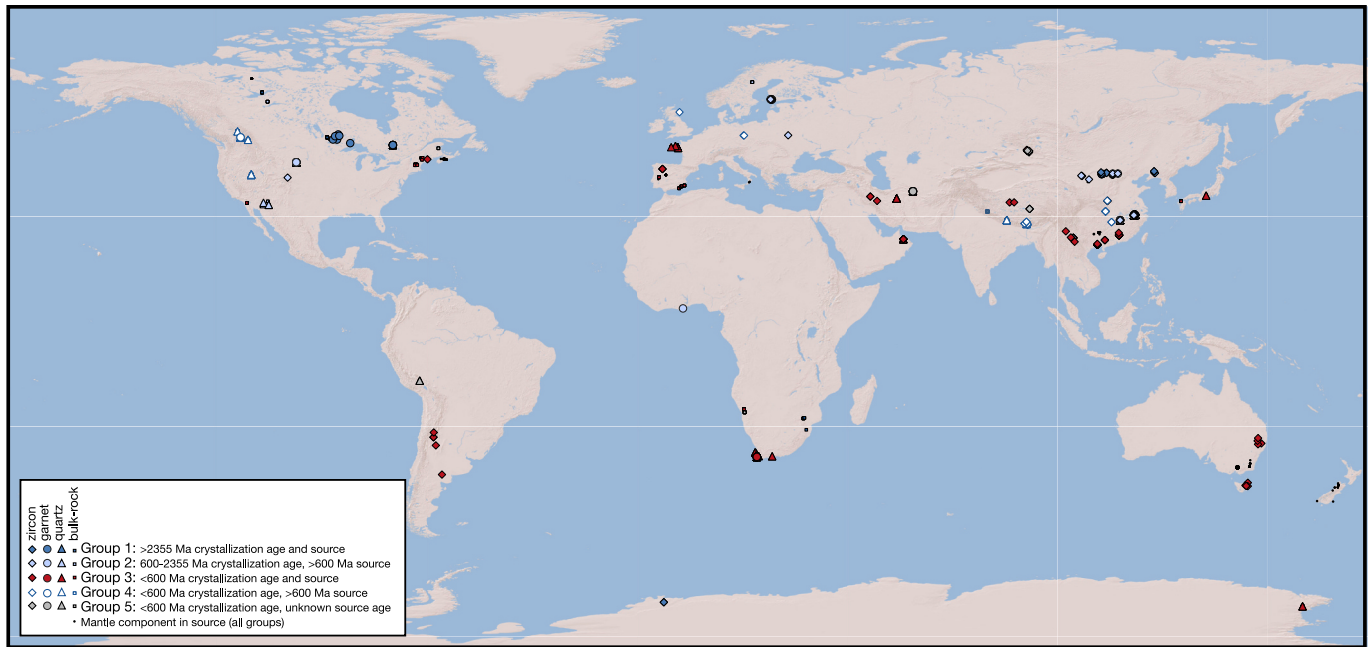 zircon
garnet
quartz
bulk-rock
Group 1: >2355 Ma crystallization age and source
Group 2: 600-2355 Ma crystallization age, >600 Ma source
Group 3: <600 Ma crystallization age and source
Group 4: <600 Ma crystallization age, >600 Ma source
Group 5: <600 Ma crystallization age, unknown source age
Mantle component in source (all groups)